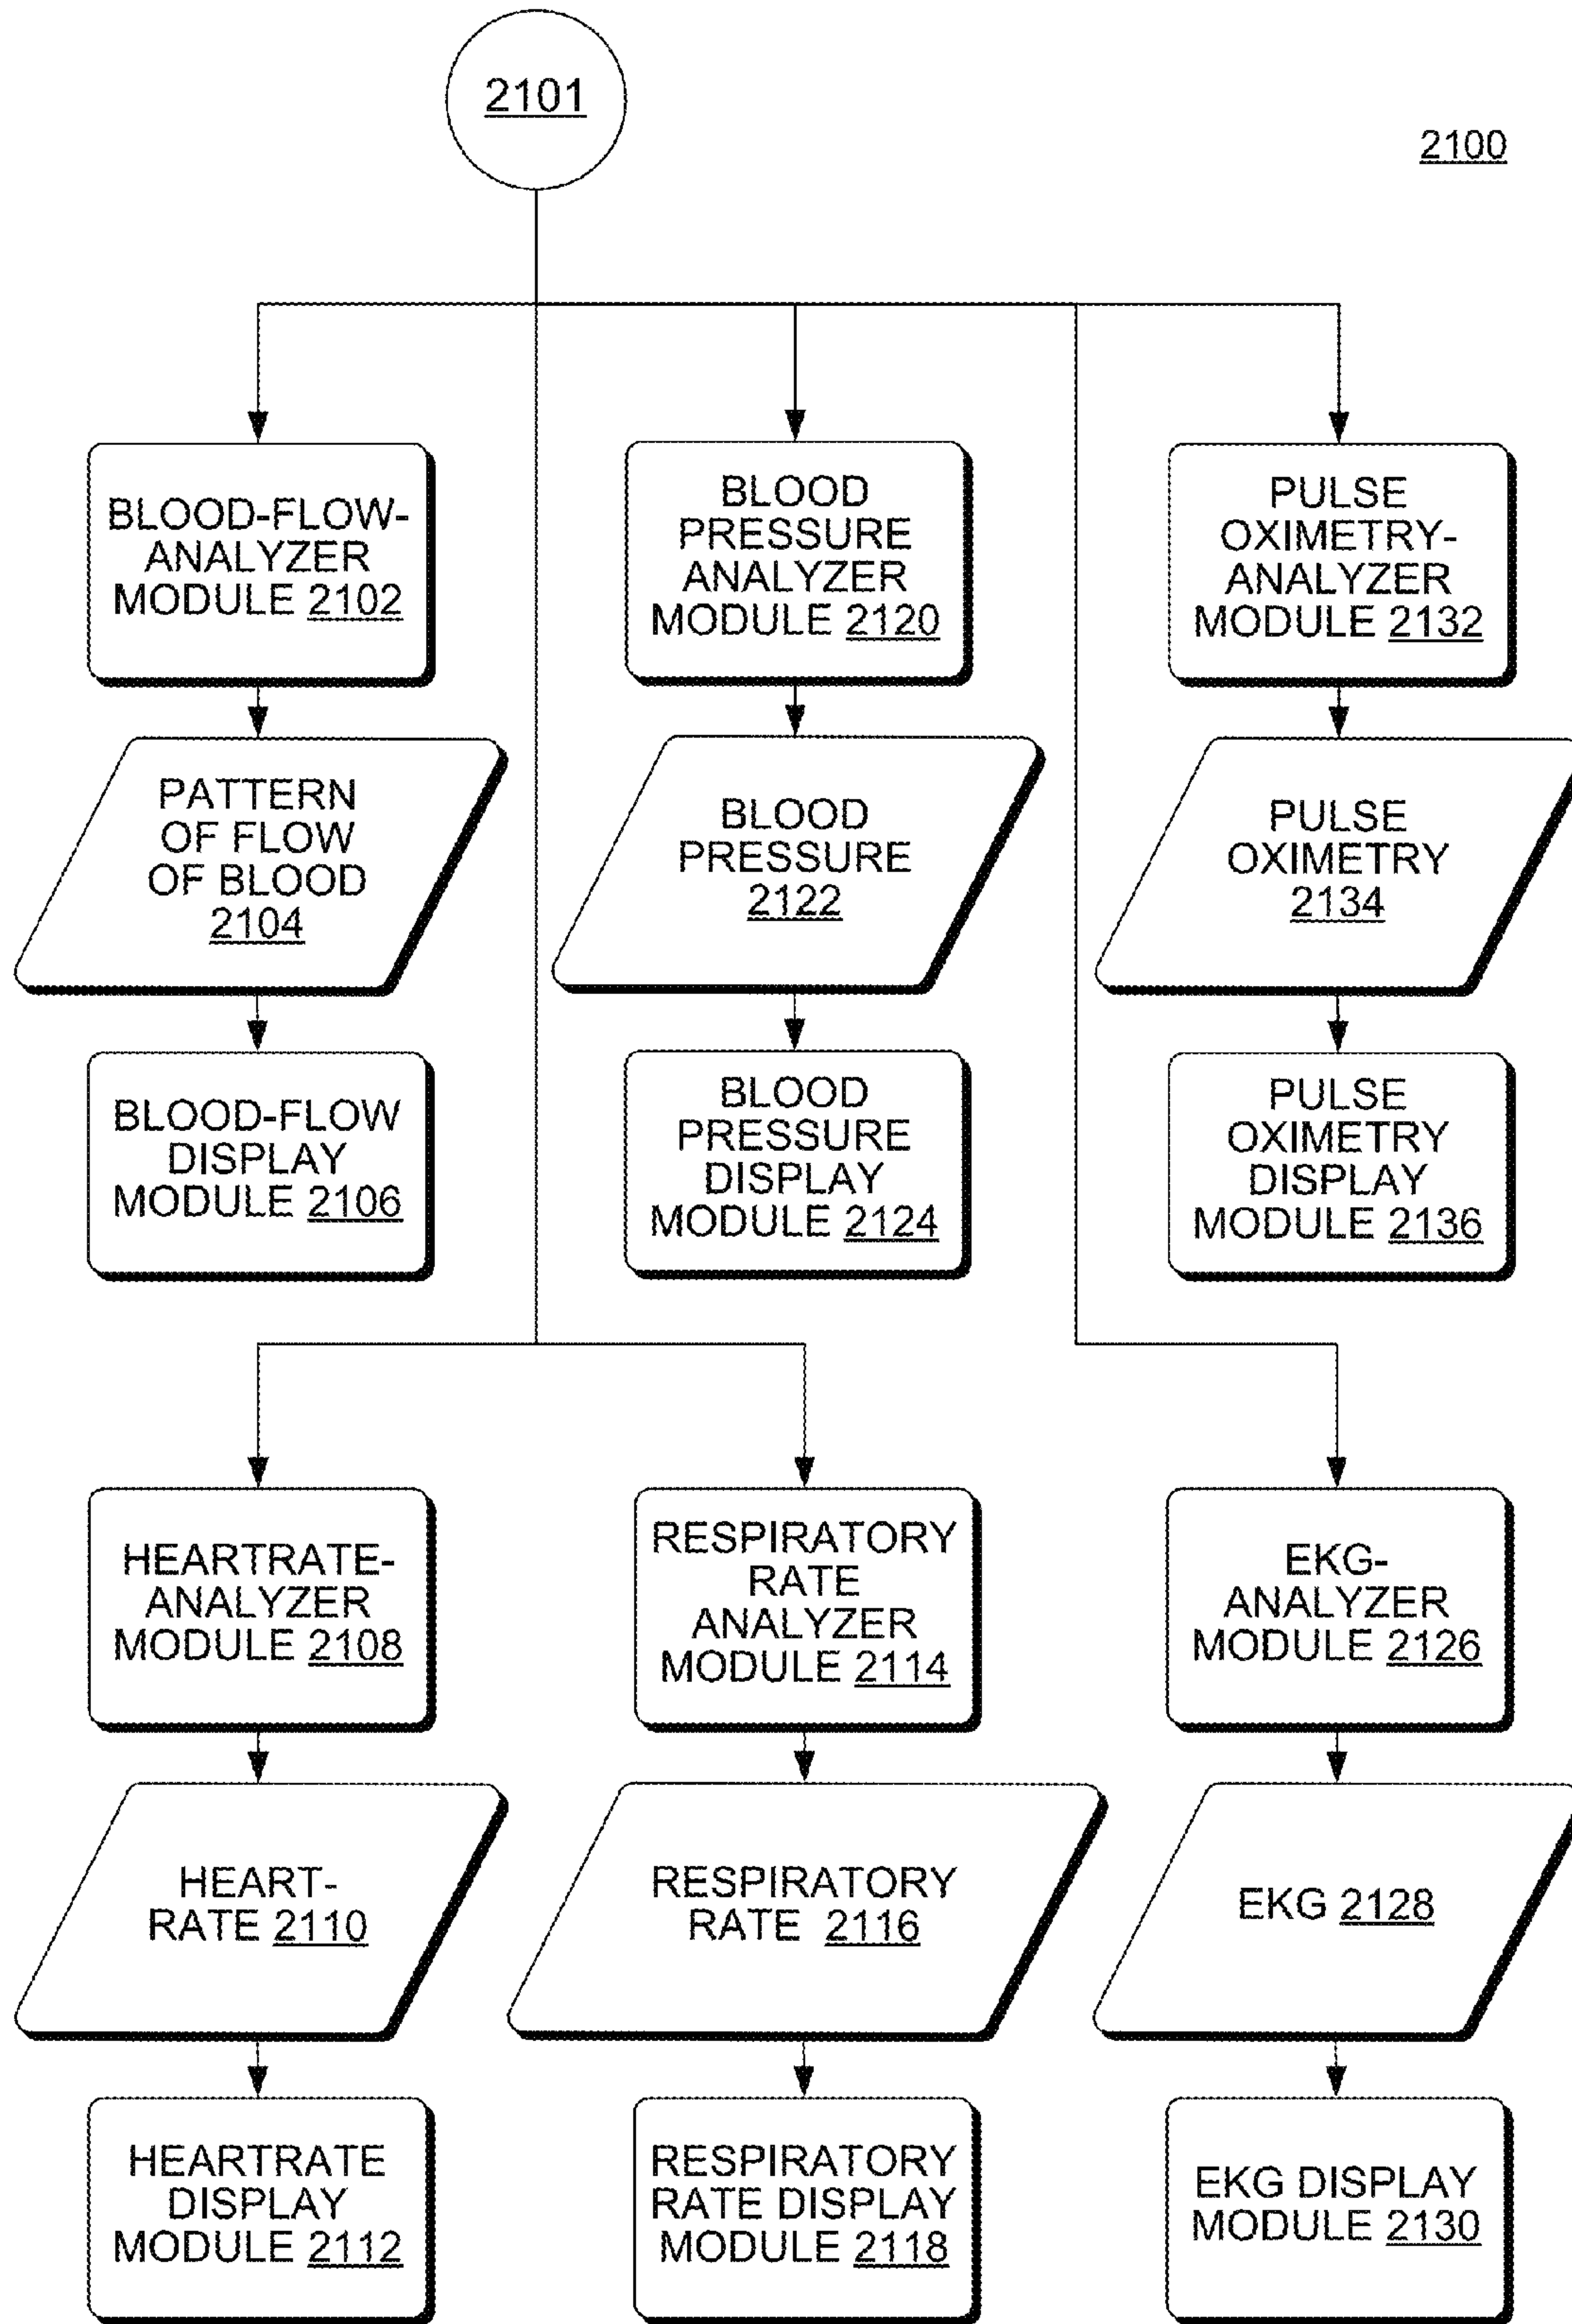 2101
2100
BLOOD-FLOW-
ANALYZER
MODULE 2102
BLOOD
PRESSURE
ANALYZER
MODULE 2120
PULSE
OXIMETRY-
ANALYZER
MODULE 2132
PATTERN
OF FLOW
OF BLOOD
2104
BLOOD
PRESSURE
2122
PULSE
OXIMETRY
2134
BLOOD-FLOW
DISPLAY
MODULE 2106
BLOOD
PRESSURE
DISPLAY
MODULE 2124
PULSE
OXIMETRY
DISPLAY
MODULE 2136
HEARTRATE-
ANALYZER
MODULE 2108
RESPIRATORY
RATE
ANALYZER
MODULE 2114
EKG-
ANALYZER
MODULE 2126
HEART-
RATE 2110
RESPIRATORY
RATE 2116
EKG 2128
HEARTRATE
DISPLAY
MODULE 2112
RESPIRATORY
RATE DISPLAY
MODULE 2118
EKG DISPLAY
MODULE 2130